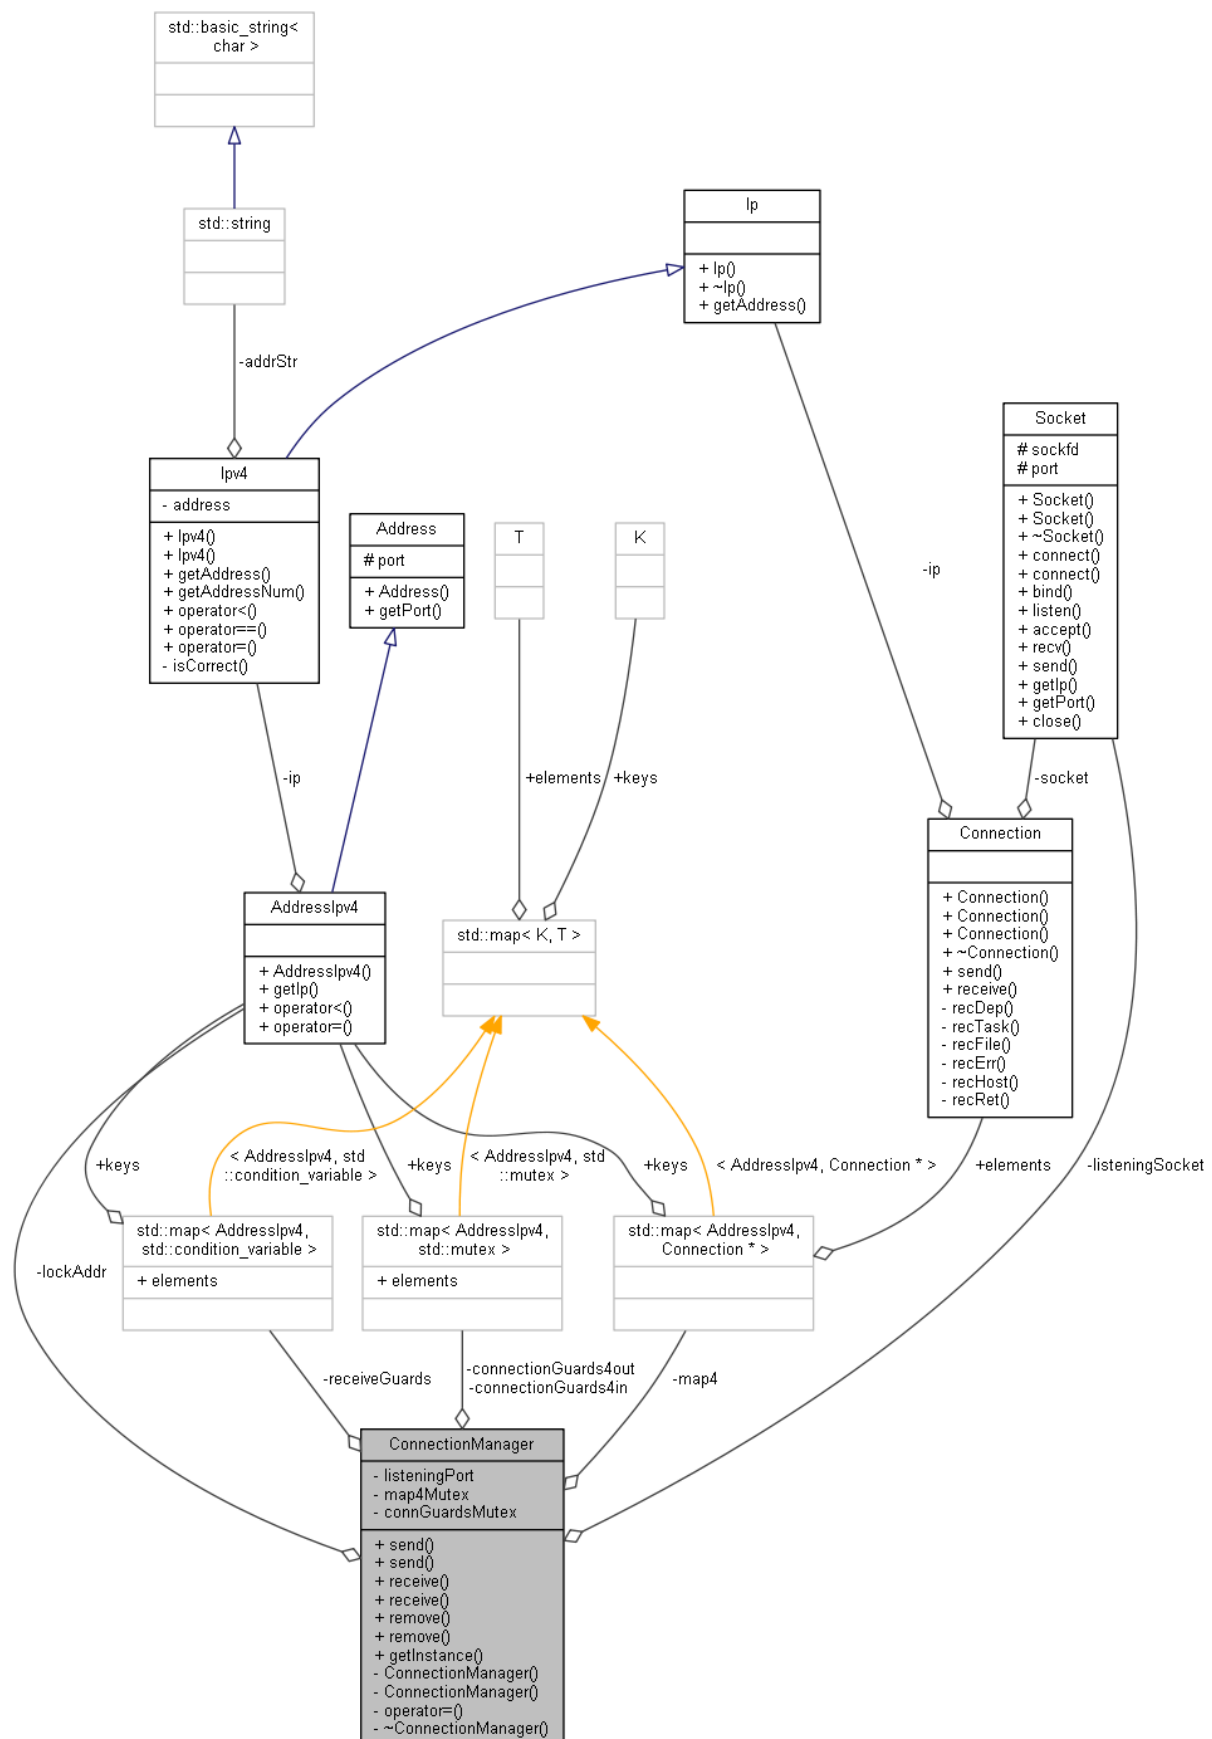 std::basic_string<
char >
std::string
Ip
+ Ip()
+ ~Ip()
+ getAddress()
-addrStr
Socket
# sockfd
# port
+ Socket()
+ Socket()
+ ~Socket()
+ connect()
+ connect()
+ bind()
+ listen()
+ accept()
+ recv()
+ send()
+ getIp()
+ getPort()
+ close()
Ipv4
- address
+ Ipv4()
+ Ipv4()
+ getAddress()
+ getAddressNum()
+ operator<()
+ operator==()
+ operator=()
- isCorrect()
Address
# port
+ Address()
+ getPort()
T
K
-ip
-ip
+elements
+keys
-socket
Connection
+ Connection()
+ Connection()
+ Connection()
+ ~Connection()
+ send()
+ receive()
- recDep()
- recTask()
- recFile()
- recErr()
- recHost()
- recRet()
AddressIpv4
+ AddressIpv4()
+ getIp()
+ operator<()
+ operator=()
std::map< K, T >
+keys
< AddressIpv4, std
::condition_variable >
+keys
< AddressIpv4, std
::mutex >
+keys
< AddressIpv4, Connection * >
+elements
-listeningSocket
-lockAddr
std::map< AddressIpv4,
std::condition_variable >
+ elements
std::map< AddressIpv4,
std::mutex >
+ elements
std::map< AddressIpv4,
Connection * >
-receiveGuards
-connectionGuards4out
-connectionGuards4in
-map4
ConnectionManager
- listeningPort
- map4Mutex
- connGuardsMutex
+ send()
+ send()
+ receive()
+ receive()
+ remove()
+ remove()
+ getInstance()
- ConnectionManager()
- ConnectionManager()
- operator=()
- ~ConnectionManager()